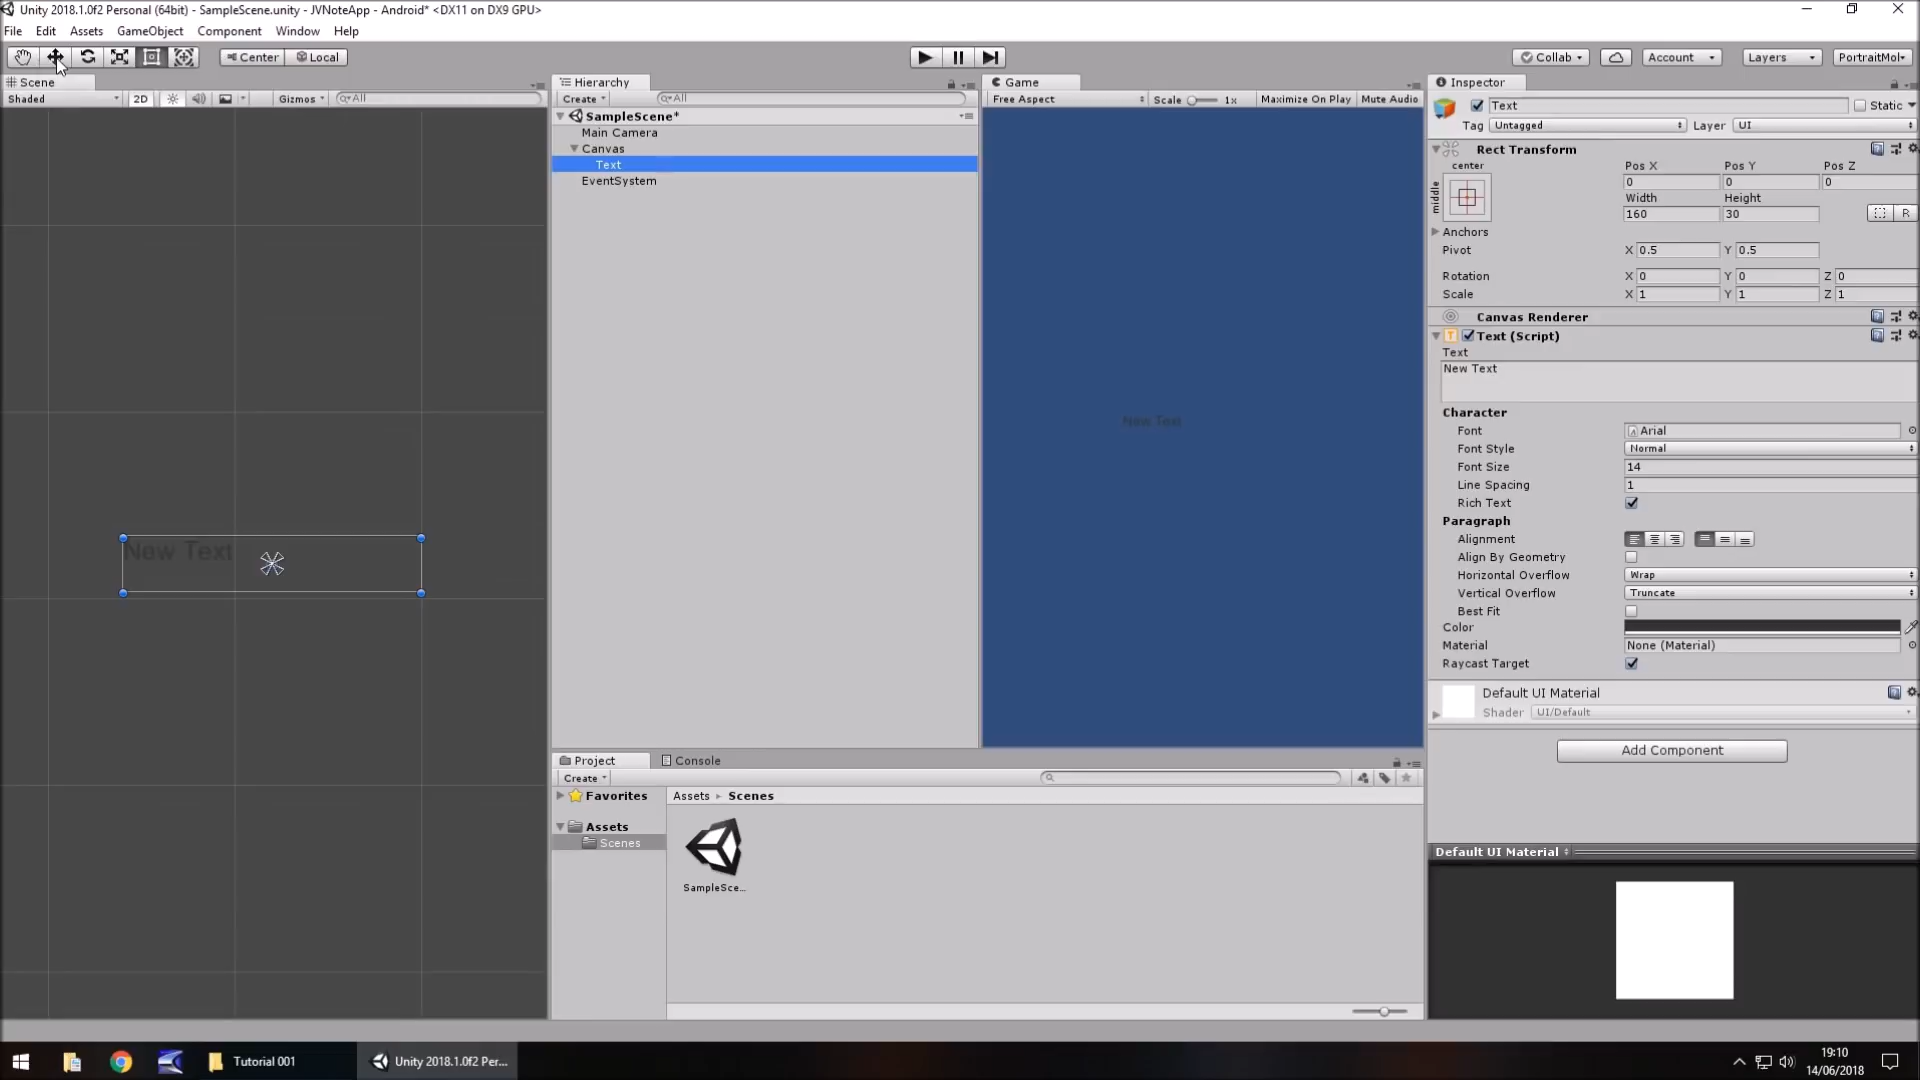 Unity 2018.1.0f2 Personal (64bit) - SampleScene.unity - JVNoteApp - Android* <DX11 on DX9 GPU>
File Edit Assets GameObject Component Window Help
Center Local Collab Account Layers PortraitMol
Scene
Shaded 2D Gizmos All
Hierarchy
Create All
SampleScene*
Main Camera
Canvas
Text
EventSystem
Game
Free Aspect Scale 1x Maximize On Play Mute Audio
New Text
New Text
Inspector
Text Static
Tag Untagged Layer UI
Rect Transform
center
middle
Pos X Pos Y Pos Z
0 0 0
Width Height
160 30
R
Anchors
Pivot X 0.5 Y 0.5
Rotation X 0 Y 0 Z 0
Scale X 1 Y 1 Z 1
Canvas Renderer
Text (Script)
Text
New Text
Character
Font Arial
Font Style Normal
Font Size 14
Line Spacing 1
Rich Text
Paragraph
Alignment
Align By Geometry
Horizontal Overflow Wrap
Vertical Overflow Truncate
Best Fit
Color
Material None (Material)
Raycast Target
Default UI Material
Shader UI/Default
Add Component
Default UI Material
Project Console
Create
Favorites
Assets
Scenes
Assets Scenes
SampleSce...
Tutorial 001
Unity 2018.1.0f2 Per...
19:10
14/06/2018